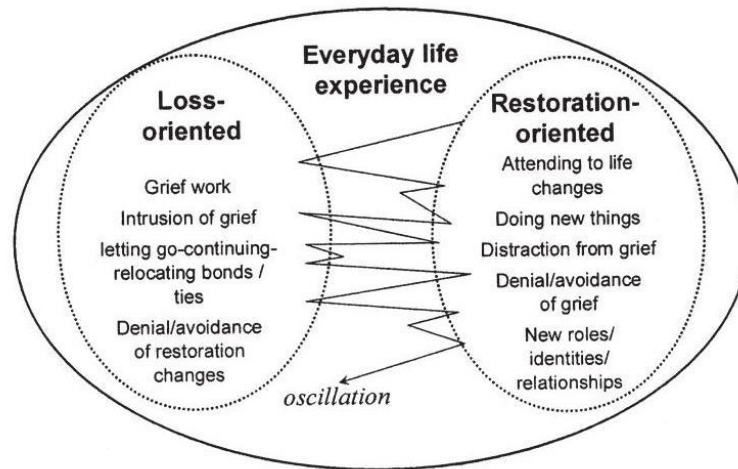 Everyday life
experience
Loss-
oriented
Grief work
Intrusion of grief
letting go-continuing-
relocating bonds /
ties
Denial/avoidance
of restoration
changes
Restoration-
oriented
Attending to life
changes
Doing new things
Distraction from grief
Denial/avoidance
of grief
New roles/
identities/
relationships
oscillation